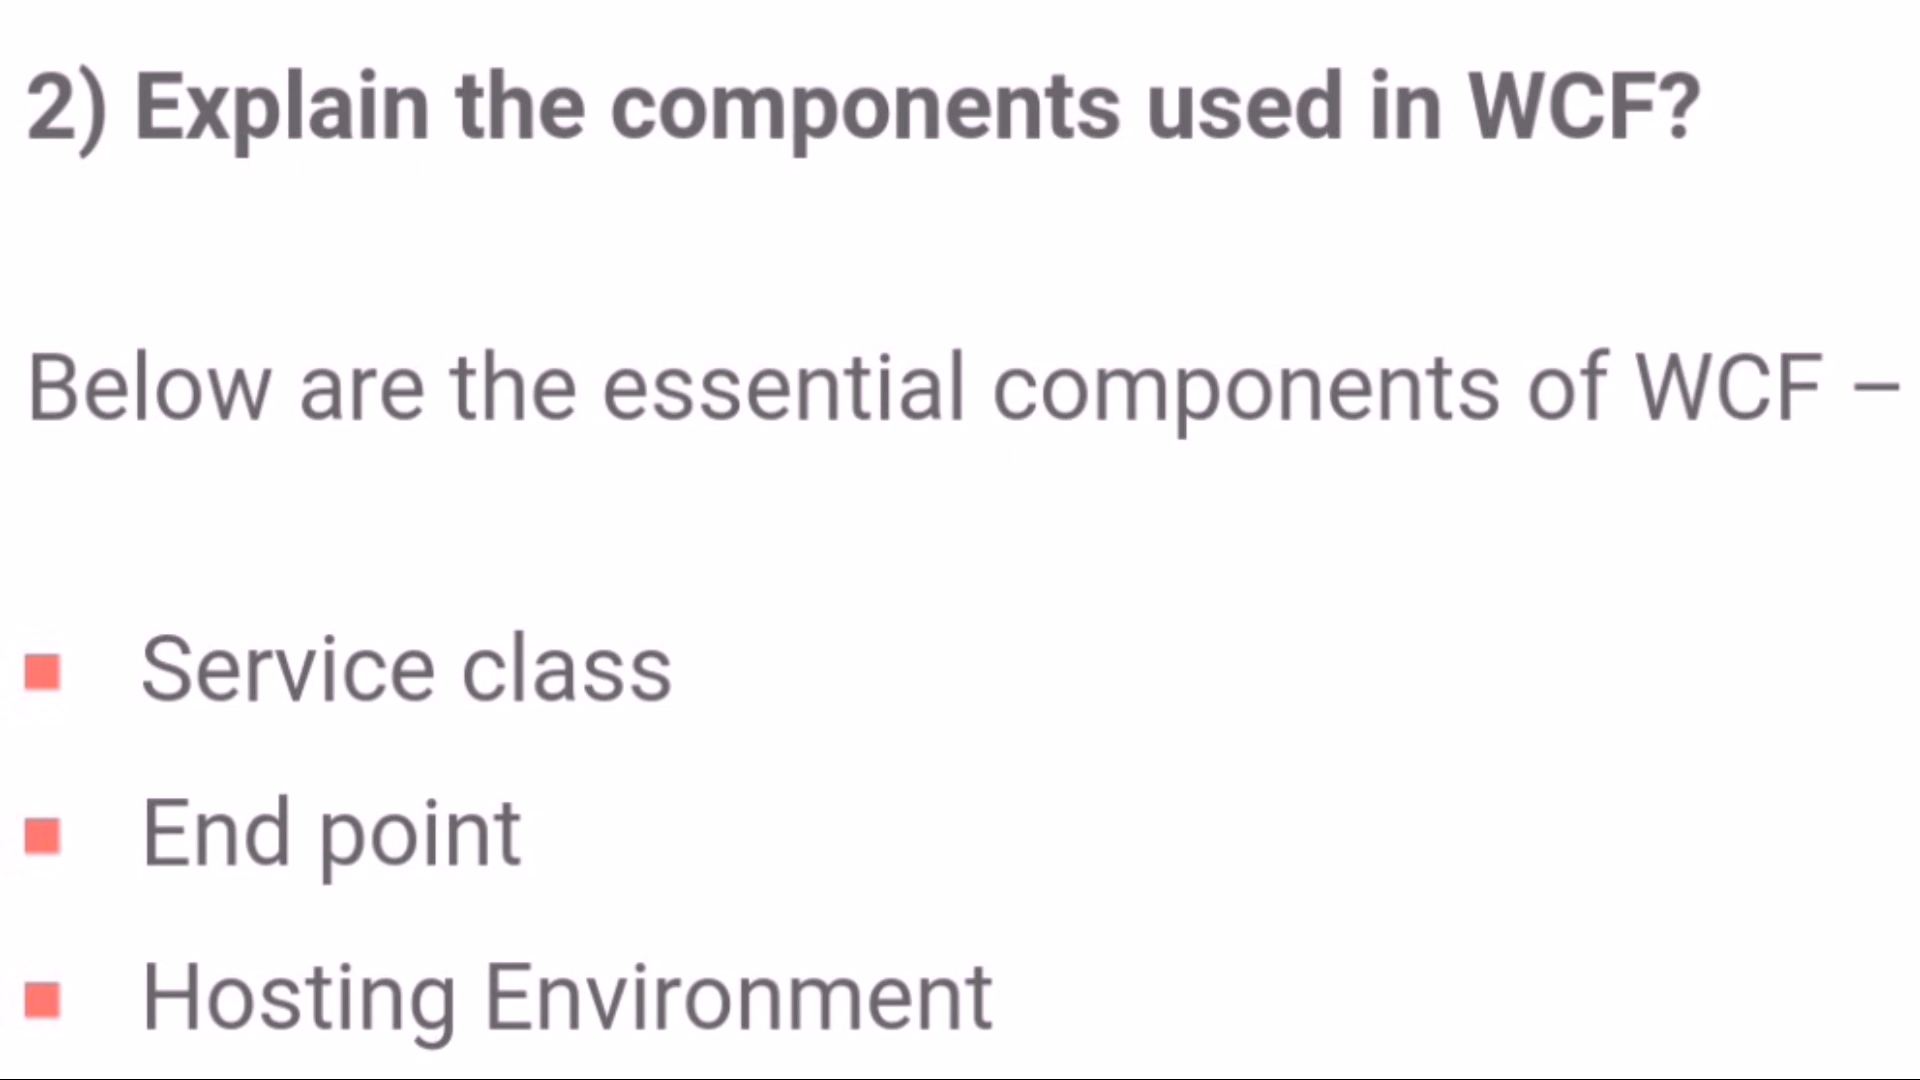 2) Explain the components used in WCF?
Below are the essential components of WCF –
Service class
End point
Hosting Environment